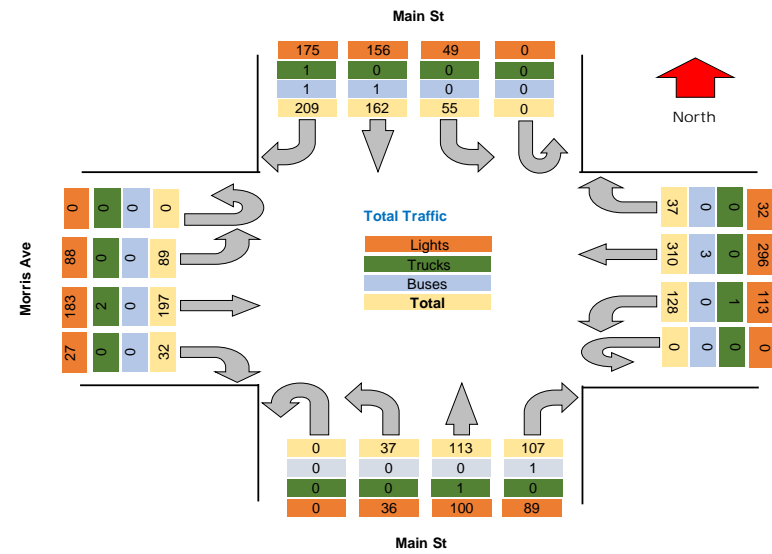 Main St
175 156 49 0
1 0 0 0
1 1 0 0
209 162 55 0
North
Morris Ave
0 0 0 0
88 0 0 89
183 2 0 197
27 0 0 32
Total Traffic
Lights
Trucks
Buses
Total
37 0 0 32
310 3 0 296
128 0 1 113
0 0 0 0
0 37 113 107
0 0 0 1
0 0 1 0
0 36 100 89
Main St